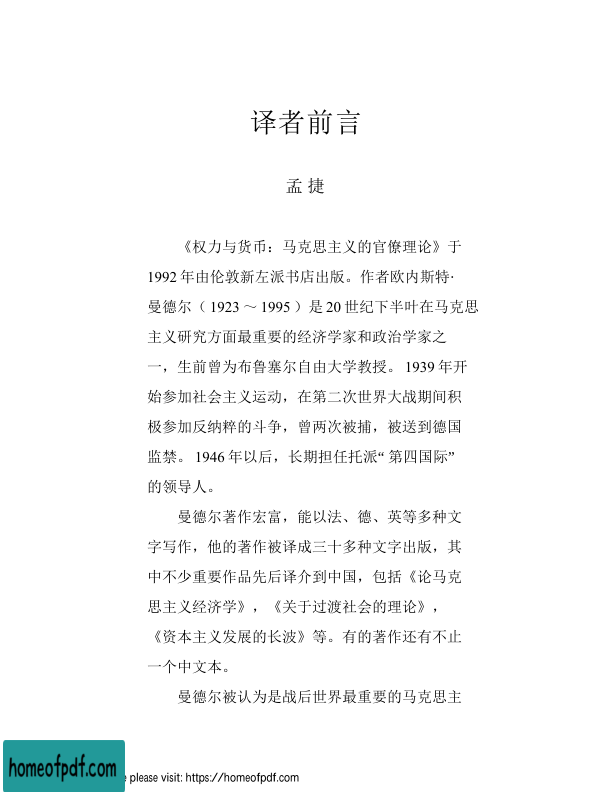 译者前言
孟 捷
《权力与货币：马克思主义的官僚理论》于
1992 年由伦敦新左派书店出版。作者欧内斯特·
曼德尔（ 1923 ～ 1995 ）是 20 世纪下半叶在马克思
主义研究方面最重要的经济学家和政治学家之
一，生前曾为布鲁塞尔自由大学教授。 1939 年开
始参加社会主义运动，在第二次世界大战期间积
极参加反纳粹的斗争，曾两次被捕，被送到德国
监禁。 1946 年以后，长期担任托派“ 第四国际”
的领导人。
曼德尔著作宏富，能以法、德、英等多种文
字写作，他的著作被译成三十多种文字出版，其
中不少重要作品先后译介到中国，包括《论马克
思主义经济学》，《关于过渡社会的理论》，
《资本主义发展的长波》等。有的著作还有不止
一个中文本。
曼德尔被认为是战后世界最重要的马克思主
homeofpdf.com
please visit: https://homeofpdf.com